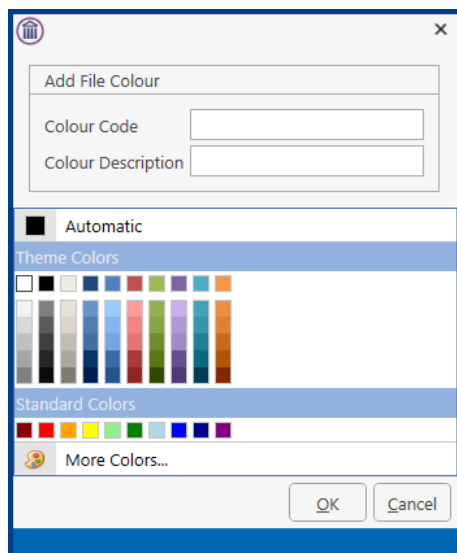 Add File Colour
Colour Code
Colour Description
Automatic
Theme Colors
Standard Colors
More Colors...
OK Cancel